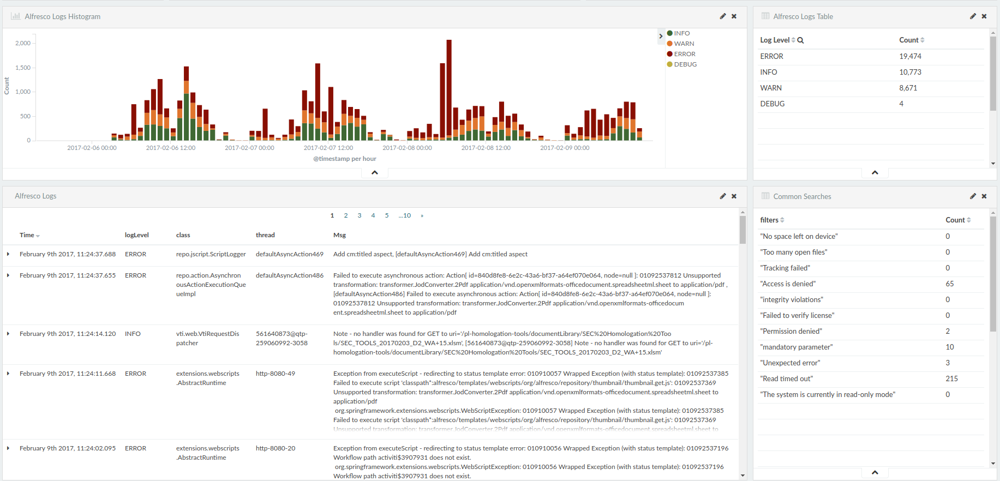 Alfresco Logs Histogram
2,000
1,500
1,000
500
0
Count
2017-02-06 00:00
2017-02-06 12:00
2017-02-07 00:00
2017-02-07 12:00
2017-02-08 00:00
2017-02-08 12:00
2017-02-09 00:00
@timestamp per hour
INFO
WARN
ERROR
DEBUG
Alfresco Logs Table
Log Level Count
ERROR 19,474
INFO 10,773
WARN 8,671
DEBUG 4
Alfresco Logs
1 2 3 4 5 ...10 »
Time logLevel class thread Msg
February 9th 2017, 11:24:37.688 ERROR repo.jscript.ScriptLogger defaultAsyncAction469 Add cm:titled aspect, [defaultAsyncAction469] Add cm:titled aspect
February 9th 2017, 11:24:37.655 ERROR repo.action.Asynchron defaultAsyncAction486 Failed to execute asynchronous action: Action[ id=840d8fe8-6e2c-43a6-bf37-a64ef070e064, node=null ]: 01092537812 Unsupported
ousActionExecutionQue transformation: transformer.JodConverter.2Pdf application/vnd.openxmlformats-officedocument.spreadsheetml.sheet to application/pdf ,
ueImpl [defaultAsyncAction486] Failed to execute asynchronous action: Action[ id=840d8fe8-6e2c-43a6-bf37-a64ef070e064, node=null ]:
01092537812 Unsupported transformation: transformer.JodConverter.2Pdf application/vnd.openxmlformats-officedocum
ent.spreadsheetml.sheet to application/pdf
February 9th 2017, 11:24:14.120 INFO vti.web.VtiRequestDis 561640873@qtp- Note - no handler was found for GET to uri='/pl-homologation-tools/documentLibrary/SEC%20Homologation%20Too
patcher 259060992-3058 ls/SEC_TOOLS_20170203_D2_WA+15.xlsm', [561640873@qtp-259060992-3058] Note - no handler was found for GET to uri='/pl-
homologation-tools/documentLibrary/SEC%20Homologation%20Tools/SEC_TOOLS_20170203_D2_WA+15.xlsm'
February 9th 2017, 11:24:11.668 ERROR extensions.webscripts http-8080-49 Exception from executeScript - redirecting to status template error: 010910057 Wrapped Exception (with status template): 01092537385
.AbstractRuntime Failed to execute script 'classpath*:alfresco/templates/webscripts/org/alfresco/repository/thumbnail/thumbnail.get.js': 01092537369
Unsupported transformation: transformer.JodConverter.2Pdf application/vnd.openxmlformats-officedocument.spreadsheetml.sheet to
application/pdf
org.springframework.extensions.webscripts.WebScriptException: 010910057 Wrapped Exception (with status template): 01092537385
Failed to execute script 'classpath*:alfresco/templates/webscripts/org/alfresco/repository/thumbnail/thumbnail.get.js': 01092537369
Unsupported transformation: transformer.JodConverter.2Pdf application/vnd.openxmlformats-officedocument.spreadsheetml.sheet to
February 9th 2017, 11:24:02.095 ERROR extensions.webscripts http-8080-20 Exception from executeScript - redirecting to status template error: 010910056 Wrapped Exception (with status template): 01092537196
.AbstractRuntime Workflow path activiti$3907931 does not exist.
org.springframework.extensions.webscripts.WebScriptException: 010910056 Wrapped Exception (with status template): 01092537196
Workflow path activiti$3907931 does not exist.
Common Searches
filters Count
"No space left on device" 0
"Too many open files" 0
"Tracking failed" 0
"Access is denied" 65
"integrity violations" 0
"Failed to verify license" 0
"Permission denied" 2
"mandatory parameter" 10
"Unexpected error" 3
"Read timed out" 215
"The system is currently in read-only mode" 0